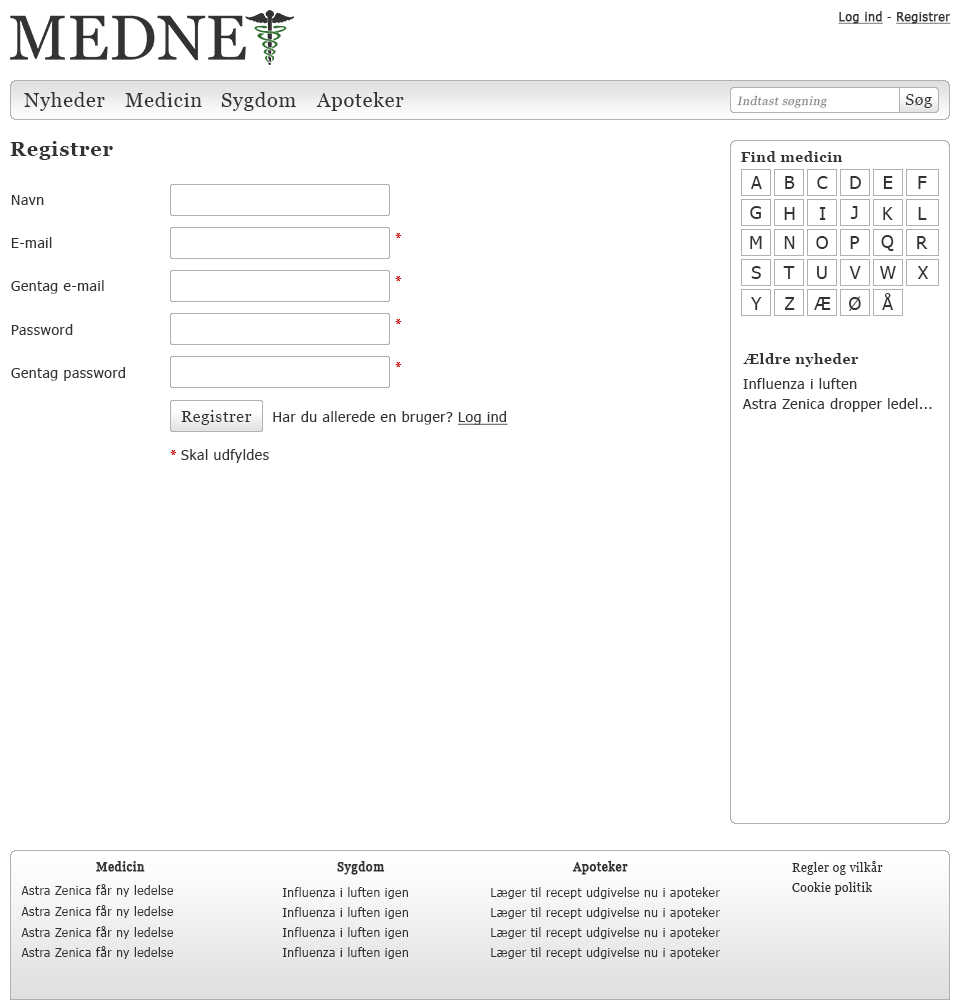 MEDNET
Log ind - Registrer
Nyheder Medicin Sygdom Apoteker
Indtast søgning Søg
Registrer
Navn
E-mail *
Gentag e-mail *
Password *
Gentag password *
Registrer Har du allerede en bruger? Log ind
* Skal udfyldes
Find medicin
A B C D E F
G H I J K L
M N O P Q R
S T U V W X
Y Z Æ Ø Å
Ældre nyheder
Influenza i luften
Astra Zenica dropper ledel...
Medicin
Astra Zenica får ny ledelse
Astra Zenica får ny ledelse
Astra Zenica får ny ledelse
Astra Zenica får ny ledelse
Sygdom
Influenza i luften igen
Influenza i luften igen
Influenza i luften igen
Influenza i luften igen
Apoteker
Læger til recept udgivelse nu i apoteker
Læger til recept udgivelse nu i apoteker
Læger til recept udgivelse nu i apoteker
Læger til recept udgivelse nu i apoteker
Regler og vilkår
Cookie politik